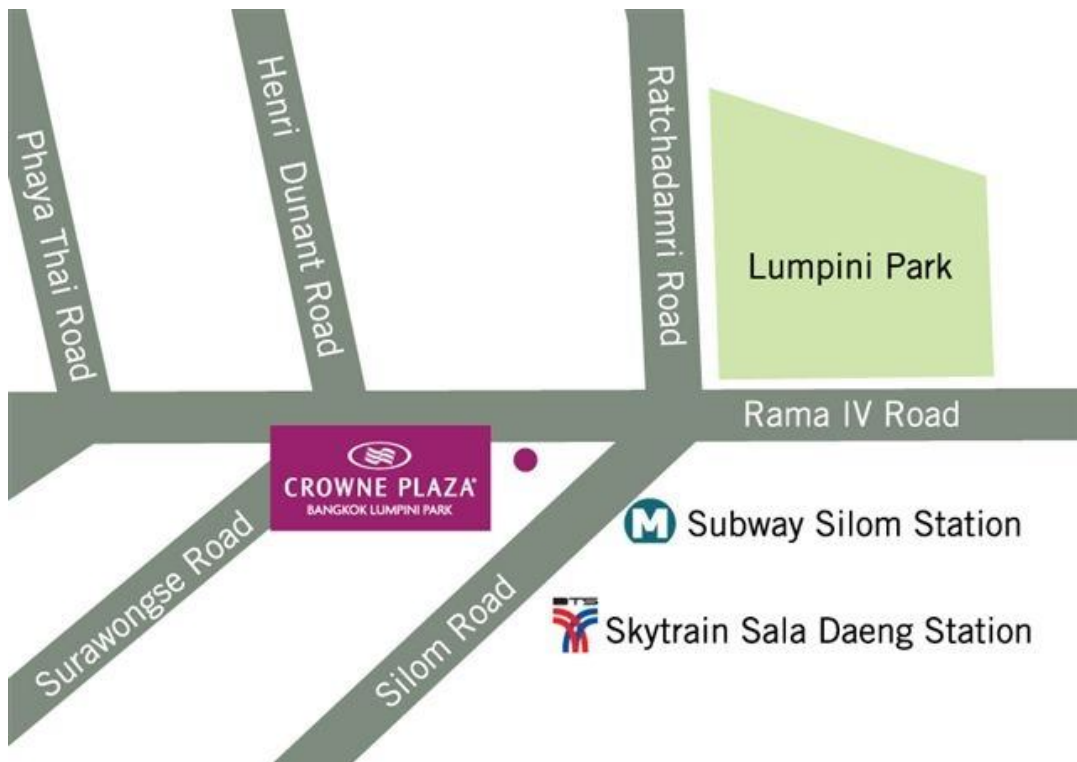 Phaya Thai Road
Henri Dunant Road
Ratchadamri Road
Lumpini Park
Rama IV Road
CROWNE PLAZA®
BANGKOK LUMPINI PARK
Surawongse Road
Silom Road
M Subway Silom Station
BTS
Skytrain Sala Daeng Station